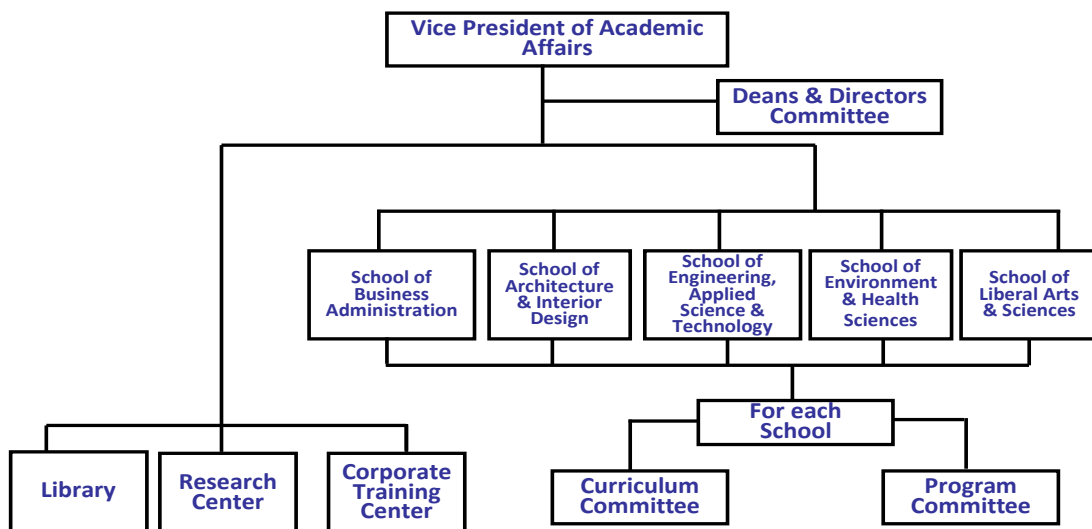 Vice President of Academic
Affairs
Deans & Directors
Committee
School of
Business
Administration
School of
Architecture
& Interior
Design
School of
Engineering,
Applied
Science &
Technology
School of
Environment
& Health
Sciences
School of
Liberal Arts
& Sciences
For each
School
Library
Research
Center
Corporate
Training
Center
Curriculum
Committee
Program
Committee